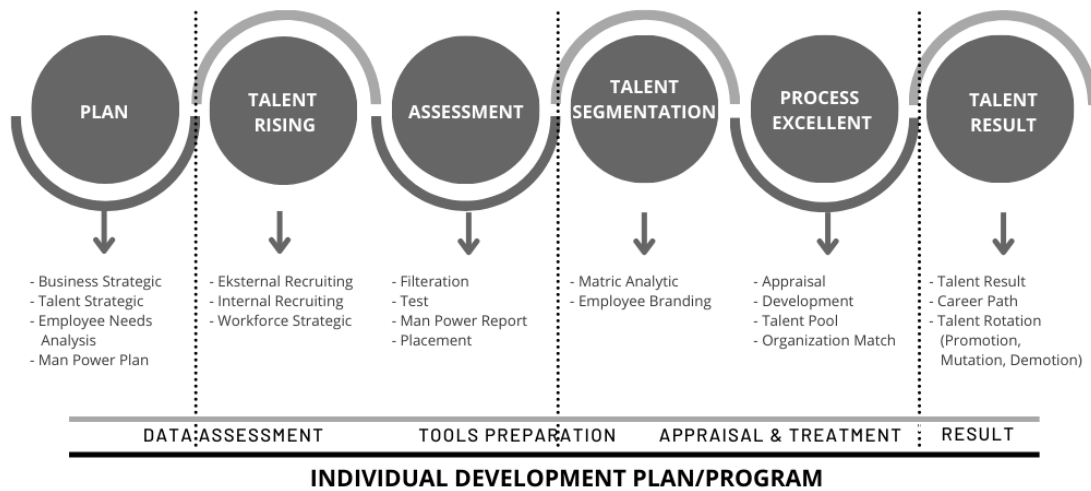 PLAN
TALENT
RISING
ASSESSMENT
TALENT
SEGMENTATION
PROCESS
EXCELLENT
TALENT
RESULT
- Business Strategic
- Talent Strategic
- Employee Needs
Analysis
- Man Power Plan
- Eksternal Recruiting
- Internal Recruiting
- Workforce Strategic
- Filteration
- Test
- Man Power Report
- Placement
- Matric Analytic
- Employee Branding
- Appraisal
- Development
- Talent Pool
- Organization Match
- Talent Result
- Career Path
- Talent Rotation
(Promotion,
Mutation, Demotion)
DATA ASSESSMENT
TOOLS PREPARATION
APPRAISAL & TREATMENT
RESULT
INDIVIDUAL DEVELOPMENT PLAN/PROGRAM